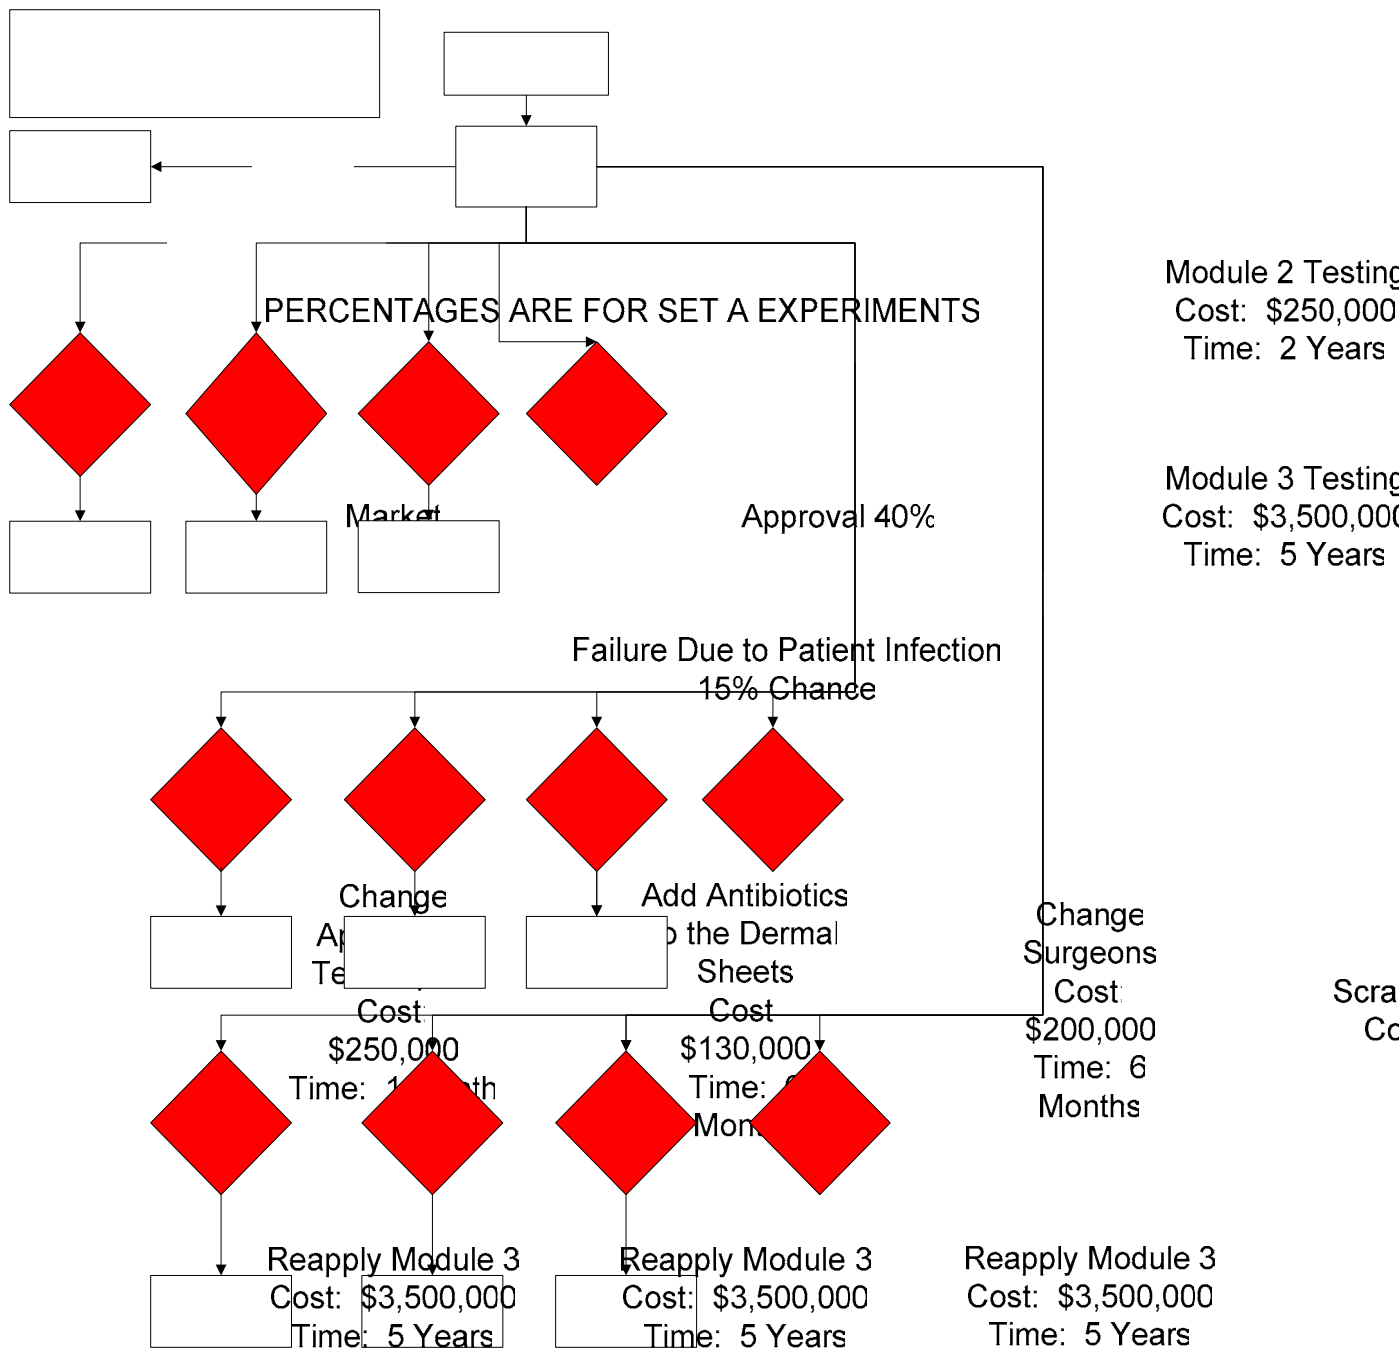 Module 2 Testing
Cost: $250,000
Time: 2 Years
PERCENTAGES ARE FOR SET A EXPERIMENTS
Module 3 Testing
Cost: $3,500,000
Time: 5 Years
Market
Approval 40%
Failure Due to Patient Infection
15% Chance
Change
Cost:
$250,000
Time:
Add Antibiotics
the Dermal
Sheets
Cost
$130,000
Time:
Change
Surgeons
Cost:
$200,000
Time: 6
Months
Reapply Module 3
Cost: $3,500,000
Time: 5 Years
Reapply Module 3
Cost: $3,500,000
Time: 5 Years
Reapply Module 3
Cost: $3,500,000
Time: 5 Years